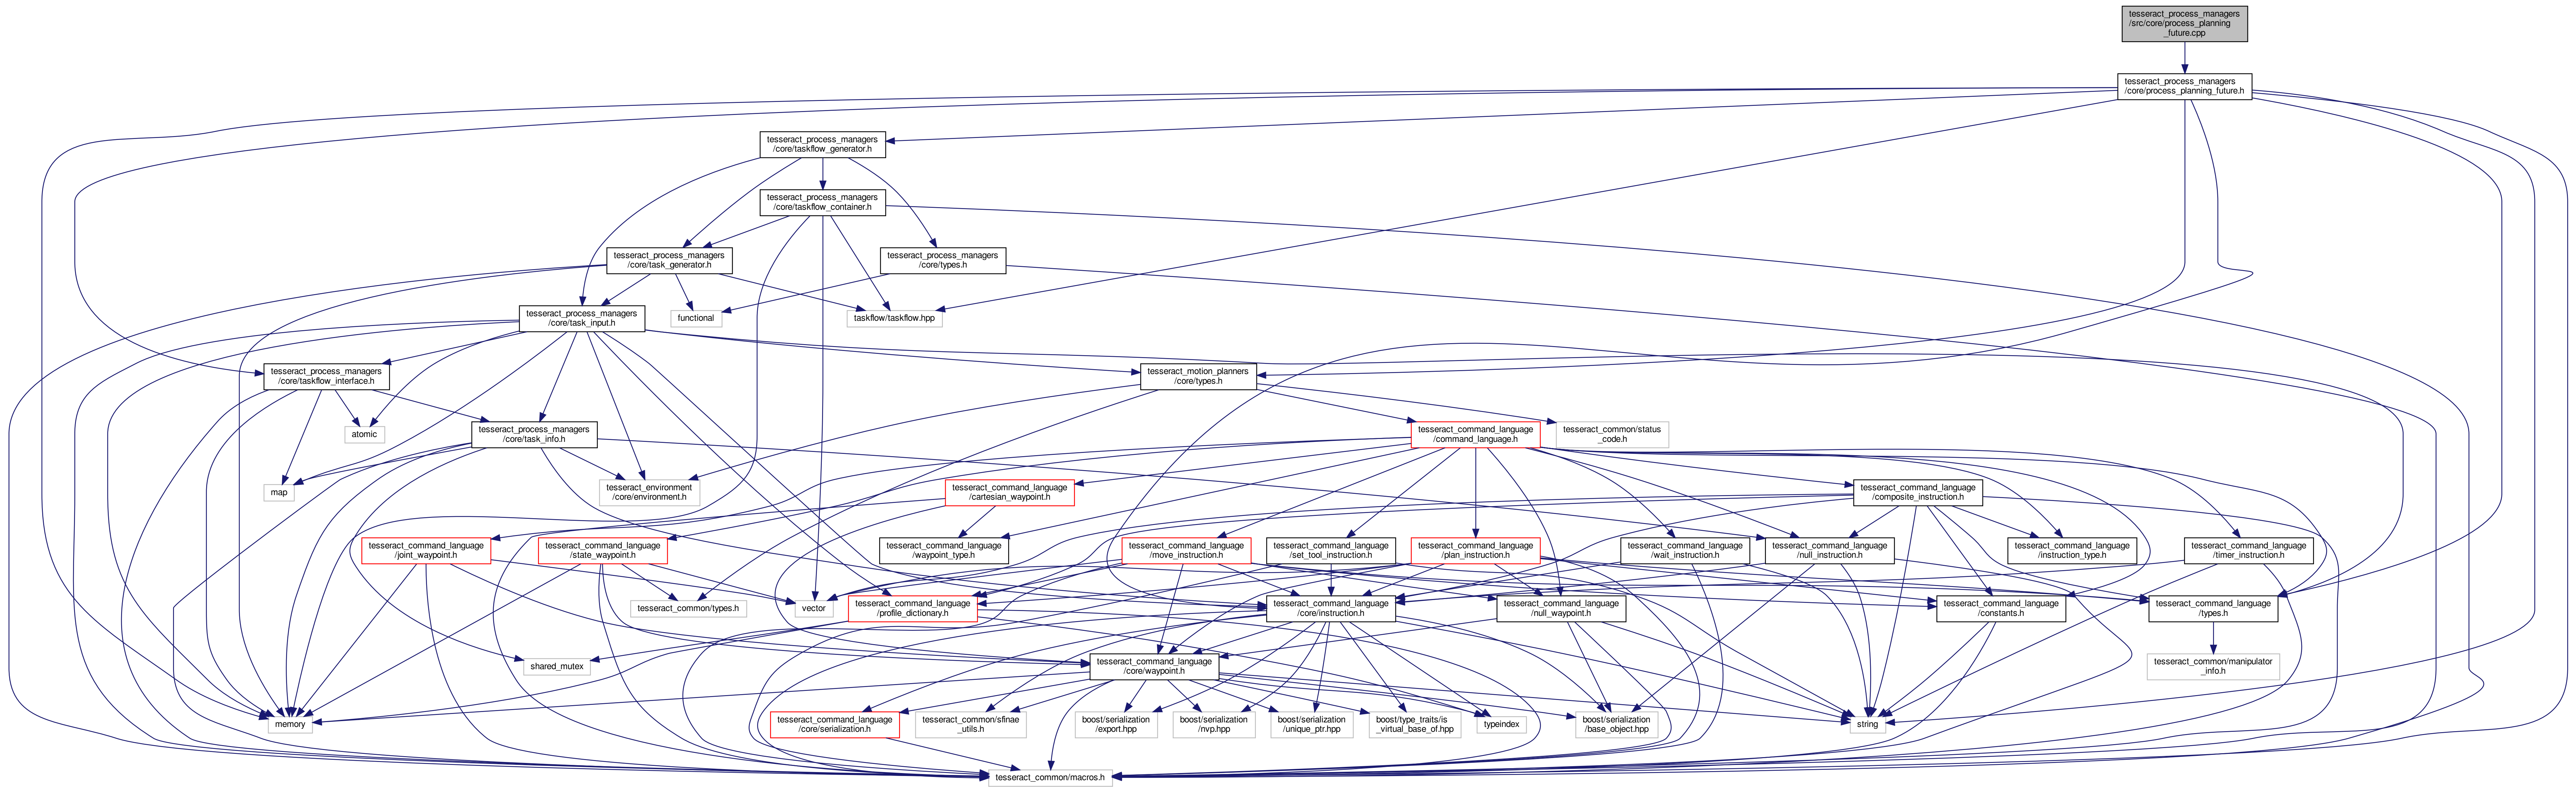 tesseract_process_managers
/src/core/process_planning
_future.cpp
tesseract_process_managers
/core/process_planning_future.h
tesseract_process_managers
/core/taskflow_generator.h
tesseract_process_managers
/core/taskflow_container.h
tesseract_process_managers
/core/task_generator.h
tesseract_process_managers
/core/types.h
tesseract_process_managers
/core/task_input.h
functional
taskflow/taskflow.hpp
tesseract_process_managers
/core/taskflow_interface.h
tesseract_motion_planners
/core/types.h
atomic
tesseract_process_managers
/core/task_info.h
tesseract_command_language
/command_language.h
tesseract_common/status
_code.h
map
tesseract_environment
/core/environment.h
tesseract_command_language
/cartesian_waypoint.h
tesseract_command_language
/composite_instruction.h
tesseract_command_language
/joint_waypoint.h
tesseract_command_language
/state_waypoint.h
tesseract_command_language
/waypoint_type.h
tesseract_command_language
/move_instruction.h
tesseract_command_language
/set_tool_instruction.h
tesseract_command_language
/plan_instruction.h
tesseract_command_language
/wait_instruction.h
tesseract_command_language
/null_instruction.h
tesseract_command_language
/instruction_type.h
tesseract_command_language
/timer_instruction.h
tesseract_common/types.h
vector
tesseract_command_language
/profile_dictionary.h
tesseract_command_language
/core/instruction.h
tesseract_command_language
/null_waypoint.h
tesseract_command_language
/constants.h
tesseract_command_language
/types.h
shared_mutex
tesseract_command_language
/core/waypoint.h
tesseract_common/manipulator
_info.h
memory
tesseract_command_language
/core/serialization.h
tesseract_common/sfinae
_utils.h
boost/serialization
/export.hpp
boost/serialization
/nvp.hpp
boost/serialization
/unique_ptr.hpp
boost/type_traits/is
_virtual_base_of.hpp
typeindex
boost/serialization
/base_object.hpp
string
tesseract_common/macros.h